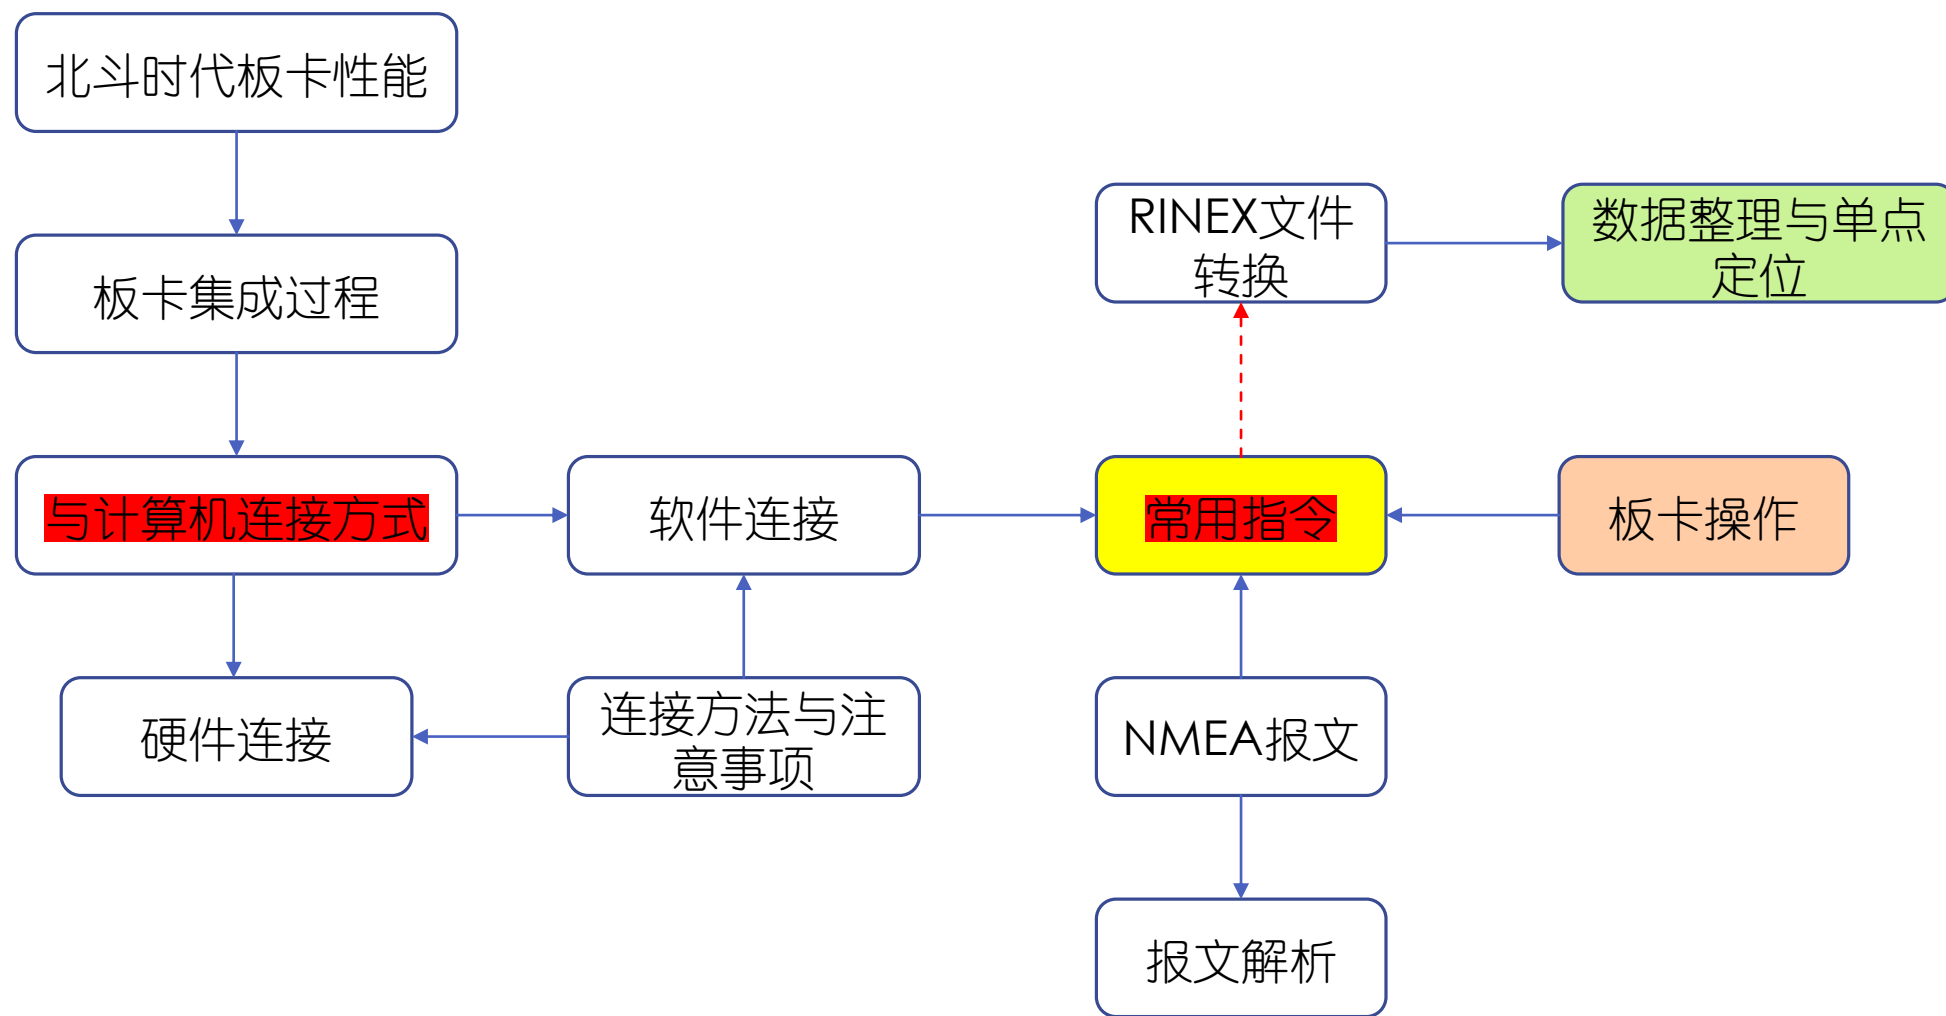 北斗时代板卡性能
板卡集成过程
RINEX文件
转换
数据整理与单点
定位
与计算机连接方式
软件连接
常用指令
板卡操作
硬件连接
连接方法与注
意事项
NMEA报文
报文解析